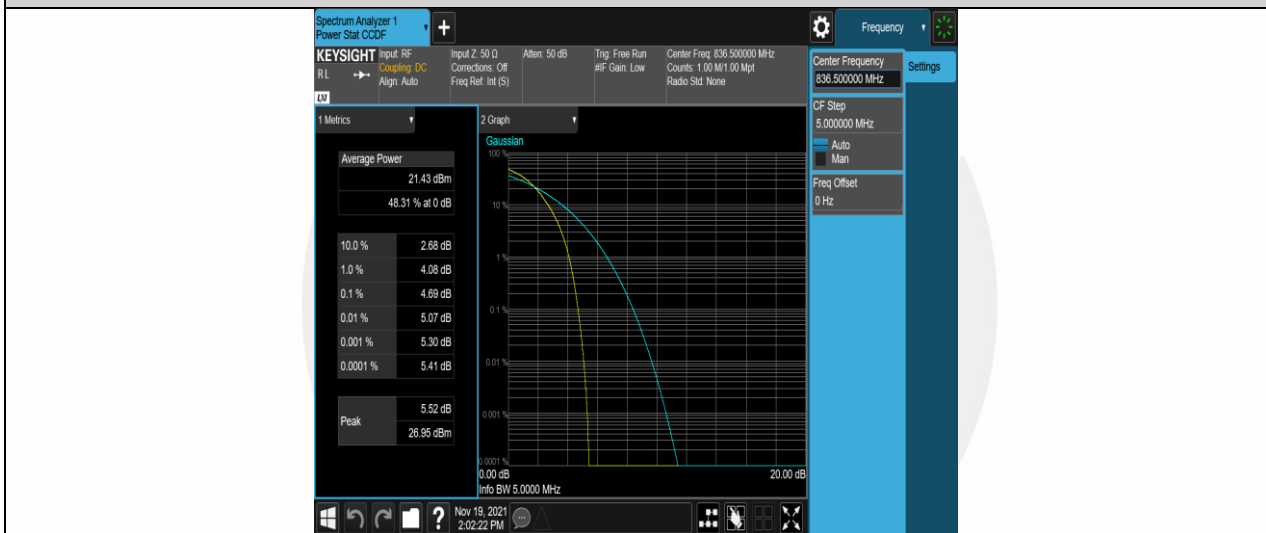 Spectrum Analyzer 1
Power Stat CCDF
+
Frequency
KEYSIGHT
RL
LXI
Input: RF
Coupling: DC
Align: Auto
Input Z: 50 Ω
Corrections: Off
Freq Ref: Int (S)
Atten: 50 dB
Trig: Free Run
#IF Gain: Low
Center Freq: 836.500000 MHz
Counts: 1.00 M/1.00 Mpt
Radio Std: None
Center Frequency
836.500000 MHz
Settings
CF Step
5.000000 MHz
Auto
Man
Freq Offset
0 Hz
1 Metrics
Average Power
21.43 dBm
48.31 % at 0 dB
10.0 % 2.68 dB
1.0 % 4.08 dB
0.1 % 4.69 dB
0.01 % 5.07 dB
0.001 % 5.30 dB
0.0001 % 5.41 dB
Peak
5.52 dB
26.95 dBm
2 Graph
Gaussian
100 %
10 %
1 %
0.1 %
0.01 %
0.001 %
0.0001 %
0.00 dB
20.00 dB
Info BW 5.0000 MHz
?
Nov 19, 2021
2:02:22 PM